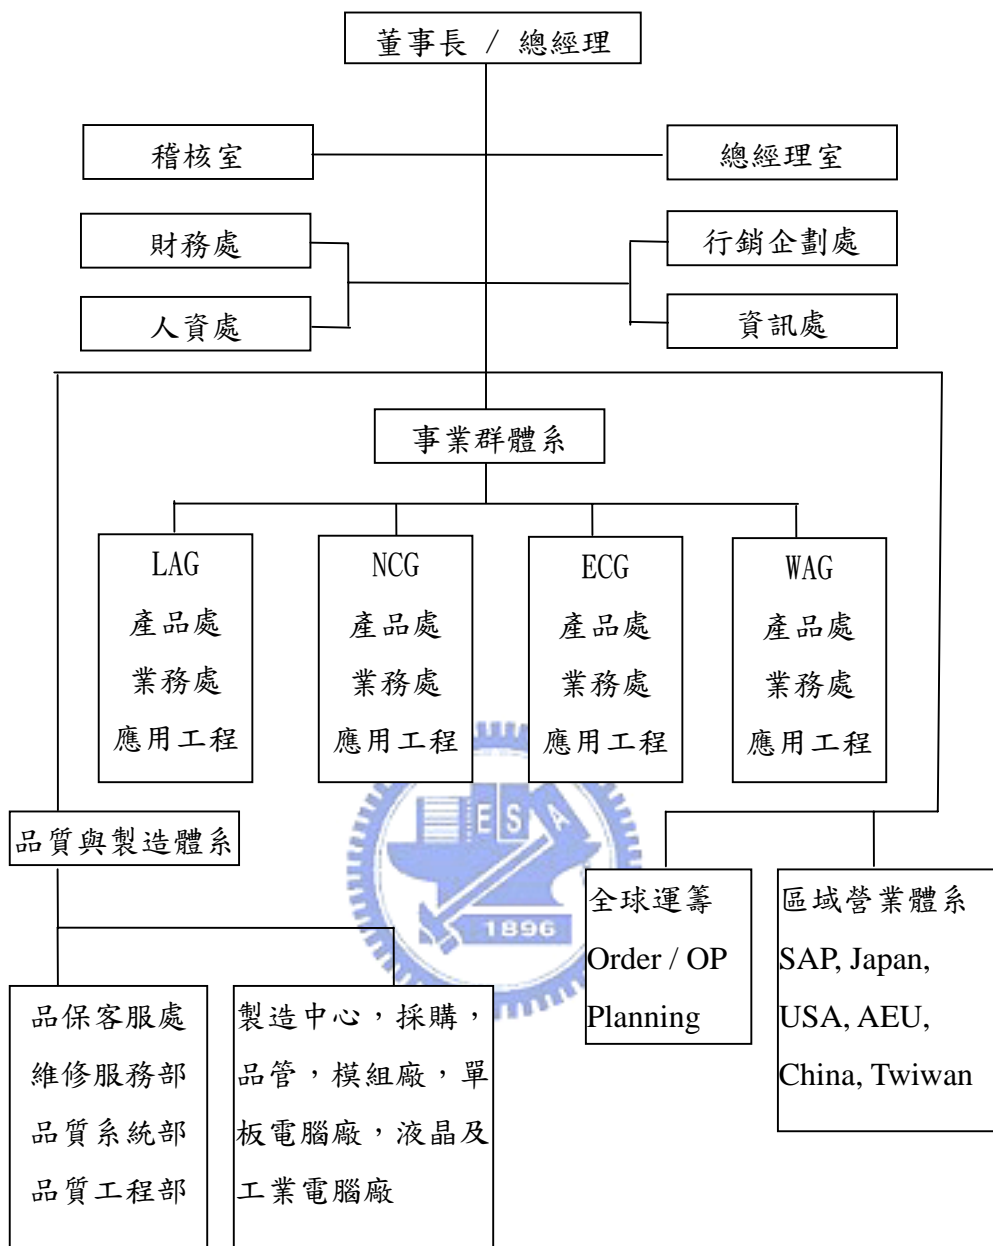 董事長 / 總經理
稽核室
總經理室
財務處
行銷企劃處
人資處
資訊處
事業群體系
LAG
產品處
業務處
應用工程
NCG
產品處
業務處
應用工程
ECG
產品處
業務處
應用工程
WAG
產品處
業務處
應用工程
品質與製造體系
ESA
1896
全球運籌
Order / OP
Planning
區域營業體系
SAP, Japan,
USA, AEU,
China, Twiwan
品保客服處
維修服務部
品質系統部
品質工程部
製造中心，採購，
品管，模組廠，單
板電腦廠，液晶及
工業電腦廠